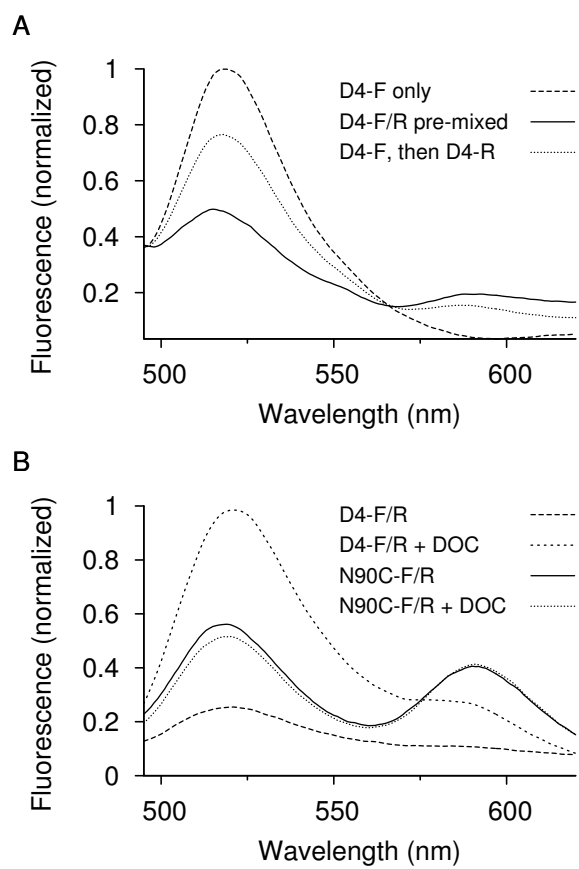 A
Fluorescence (normalized)
1
0.8
0.6
0.4
0.2
D4-F only
D4-F/R pre-mixed
D4-F, then D4-R
500
550
600
Wavelength (nm)
B
Fluorescence (normalized)
1
0.8
0.6
0.4
0.2
0
D4-F/R
D4-F/R + DOC
N90C-F/R
N90C-F/R + DOC
500
550
600
Wavelength (nm)